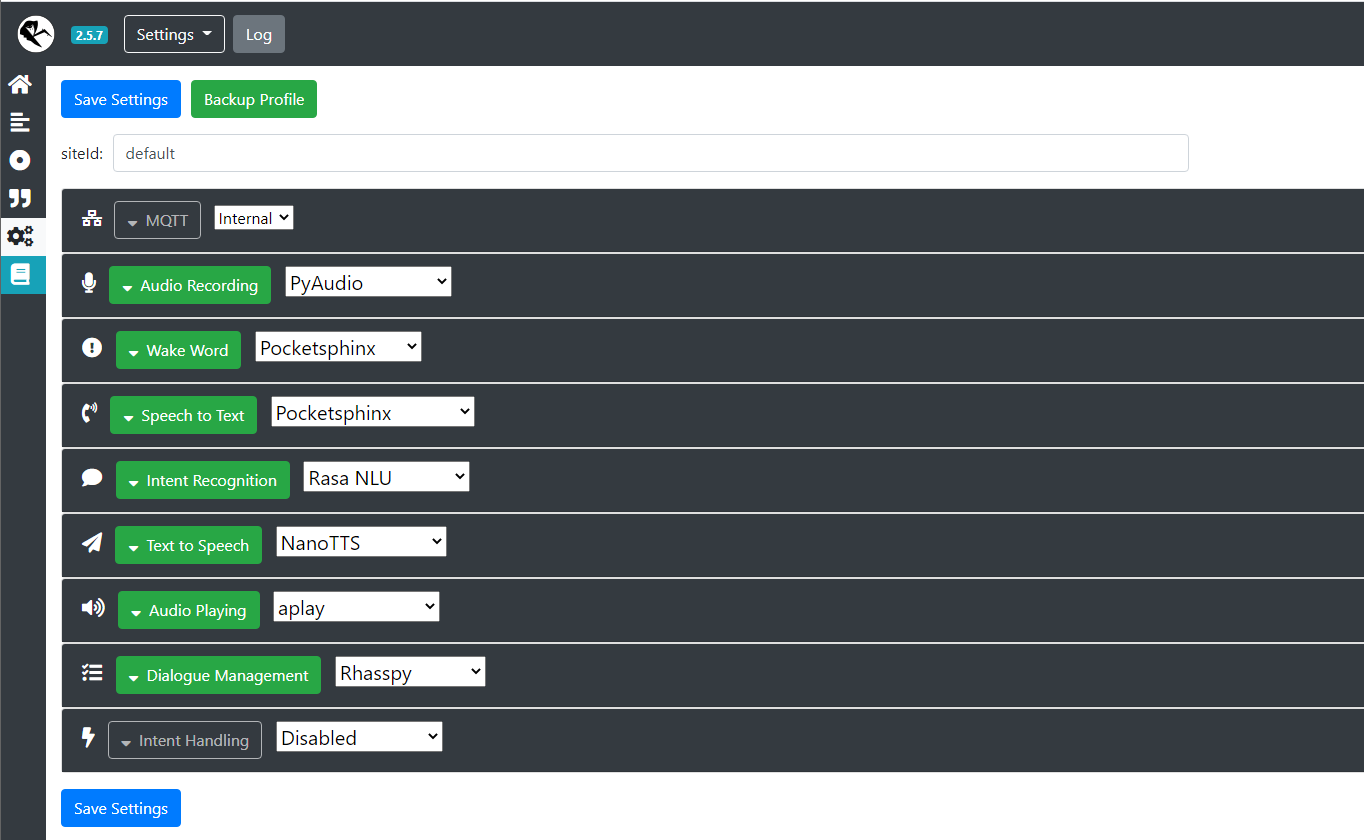 2.5.7 Settings Log
Save Settings Backup Profile
siteId: default
MQTT Internal
Audio Recording PyAudio
Wake Word Pocketsphinx
Speech to Text Pocketsphinx
Intent Recognition Rasa NLU
Text to Speech NanoTTS
Audio Playing aplay
Dialogue Management Rhasspy
Intent Handling Disabled
Save Settings